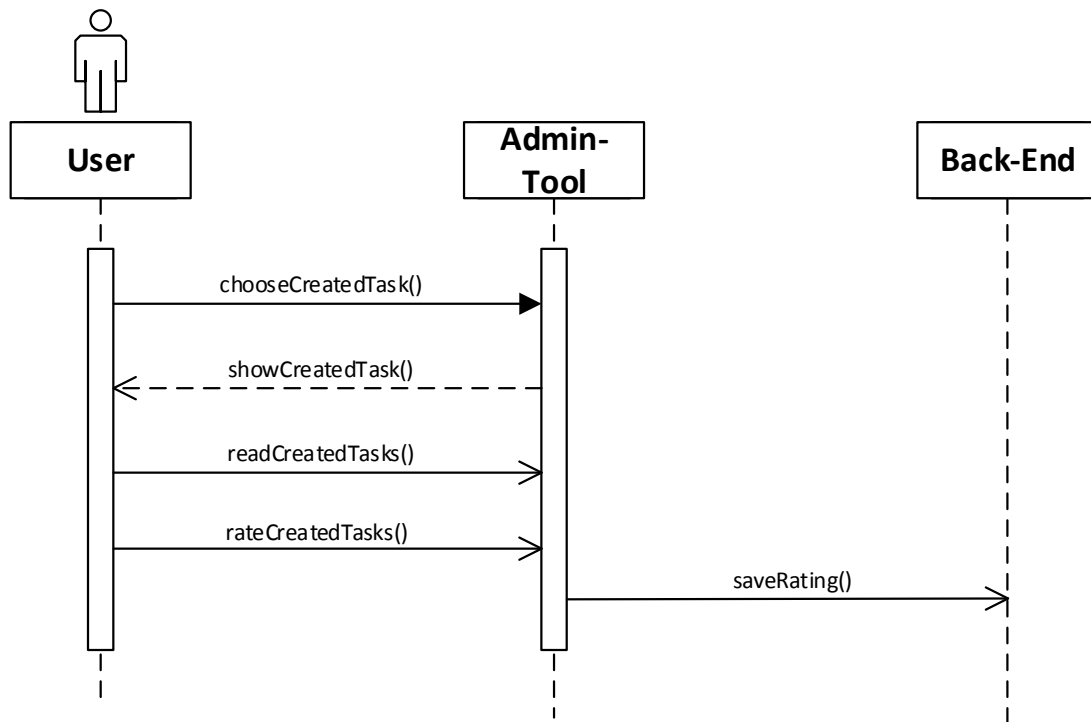 User
Admin-
Tool
Back-End
chooseCreatedTask()
showCreatedTask()
readCreatedTasks()
rateCreatedTasks()
saveRating()